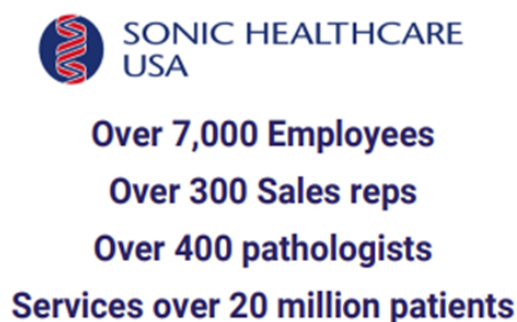 SONIC HEALTHCARE
USA
Over 7,000 Employees
Over 300 Sales reps
Over 400 pathologists
Services over 20 million patients